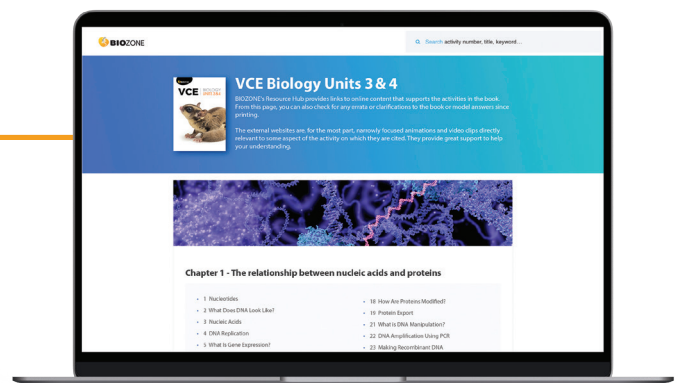 BIOZONE
Search activity number, title, keyword...
VCE Biology Units 3 & 4
BIOZONE's Resource Hub provides links to online content that supports the activities in the book.
From this page, you can also check for any errata or clarifications to the book or model answers since
printing.
The external websites are, for the most part, narrowly focused animations and video clips directly
relevant to some aspect of the activity on which they are cited. They provide great support to help
your understanding.
VCE BIOLOGY
UNITS 3&4
Chapter 1 - The relationship between nucleic acids and proteins
• 1 Nucleotides
• 2 What Does DNA Look Like?
• 3 Nucleic Acids
• 4 DNA Replication
• 5 What Is Gene Expression?
• 18 How Are Proteins Modified?
• 19 Protein Export
• 21 What Is DNA Manipulation?
• 22 DNA Amplification Using PCR
• 23 Making Recombinant DNA